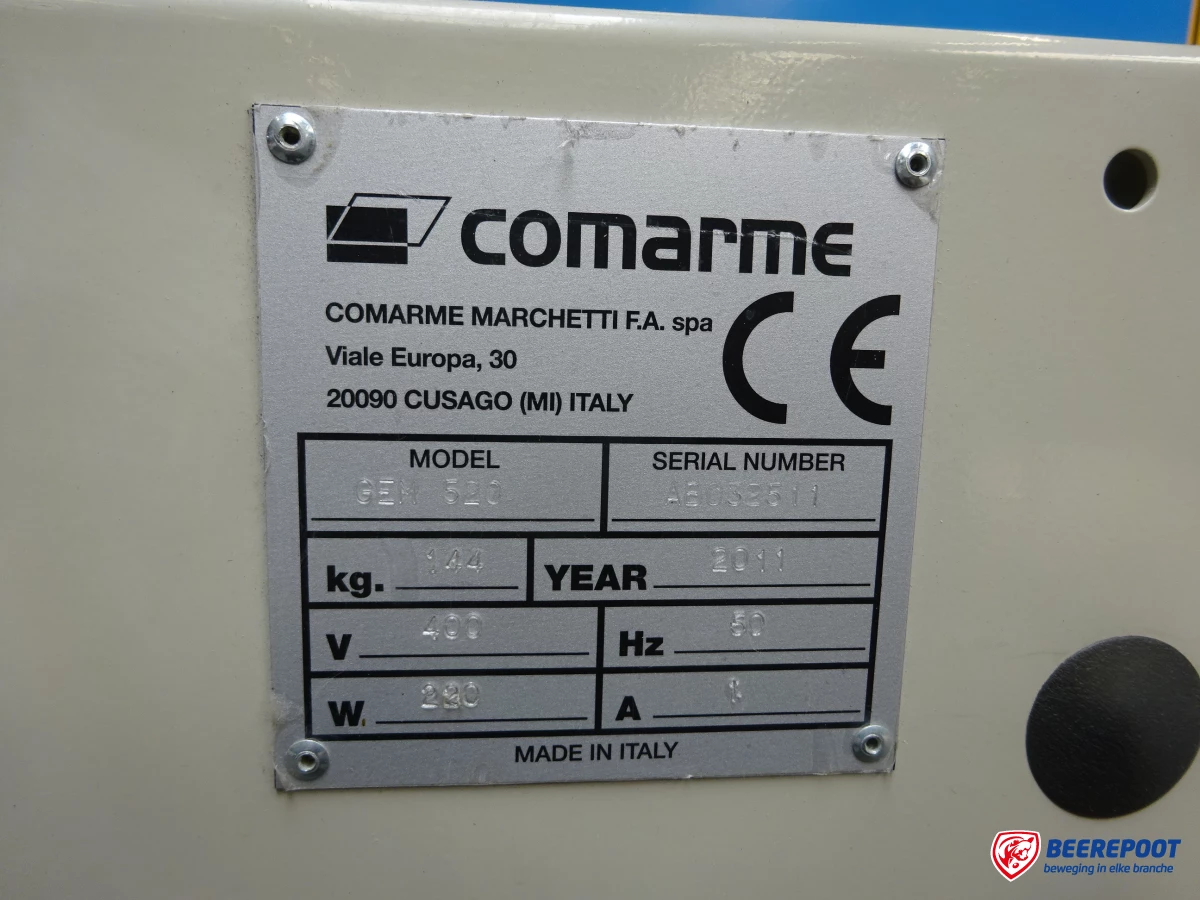 comarme
COMARME MARCHETTI F.A. spa
Viale Europa, 30
20090 CUSAGO (MI) ITALY
CE
MODEL SERIAL NUMBER
GEM 520
kg. 144 YEAR 2011
V 400 Hz 50
W. A
MADE IN ITALY
BEEREPOOT
beweging in elke branche